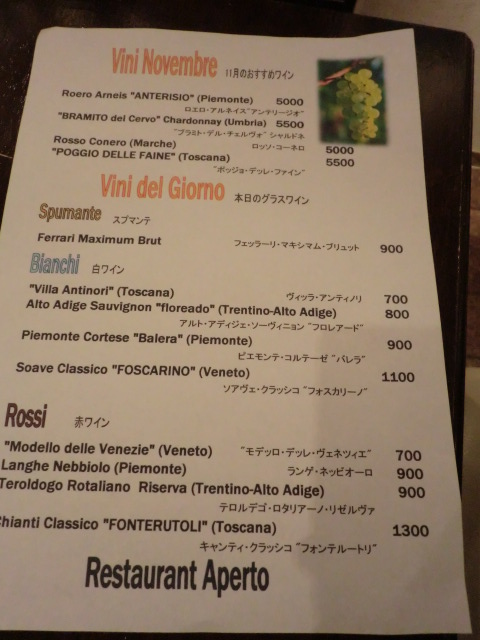 Vini Novembre 11月のおすすめワイン
Roero Arneis "ANTERISIO" (Piemonte) 5000
ロエロ・アルネイス"アンテリージオ"
"BRAMITO del Cervo" Chardonnay (Umbria) 5500
"ブラミト・デル・チェルヴォ" シャルドネ
Rosso Conero (Marche) ロッソ・コーネロ 5000
"POGGIO DELLE FAINE" (Toscana) 5500
"ポッジョ・デッレ・ファイン"
Vini del Giorno 本日のグラスワイン
Spumante スプマンテ
Ferrari Maximum Brut フェッラーリ・マキシマム・ブリュット 900
Bianchi 白ワイン
"Villa Antinori" (Toscana) ヴィッラ・アンティノリ 700
Alto Adige Sauvignon "floreado" (Trentino-Alto Adige) 800
アルト・アディジェ・ソーヴィニョン "フロレアード"
Piemonte Cortese "Balera" (Piemonte) 900
ピエモンテ・コルテーゼ "バレラ"
Soave Classico "FOSCARINO" (Veneto) 1100
ソアヴェ・クラッシコ "フォスカリーノ"
Rossi 赤ワイン
"Modello delle Venezie" (Veneto) "モデッロ・デッレ・ヴェネツィエ" 700
Langhe Nebbiolo (Piemonte) ランゲ・ネッビオーロ 900
Teroldogo Rotaliano Riserva (Trentino-Alto Adige) 900
テロルデゴ・ロタリアーノ・リゼルヴァ
Chianti Classico "FONTERUTOLI" (Toscana) 1300
キャンティ・クラッシコ "フォンテルートリ"
Restaurant Aperto